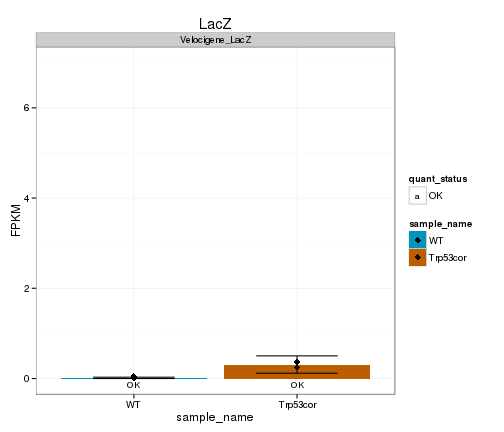 LacZ
Velocigene_LacZ
FPKM
6
4
2
0
OK
OK
WT
Trp53cor
sample_name
quant_status
a OK
sample_name
WT
Trp53cor